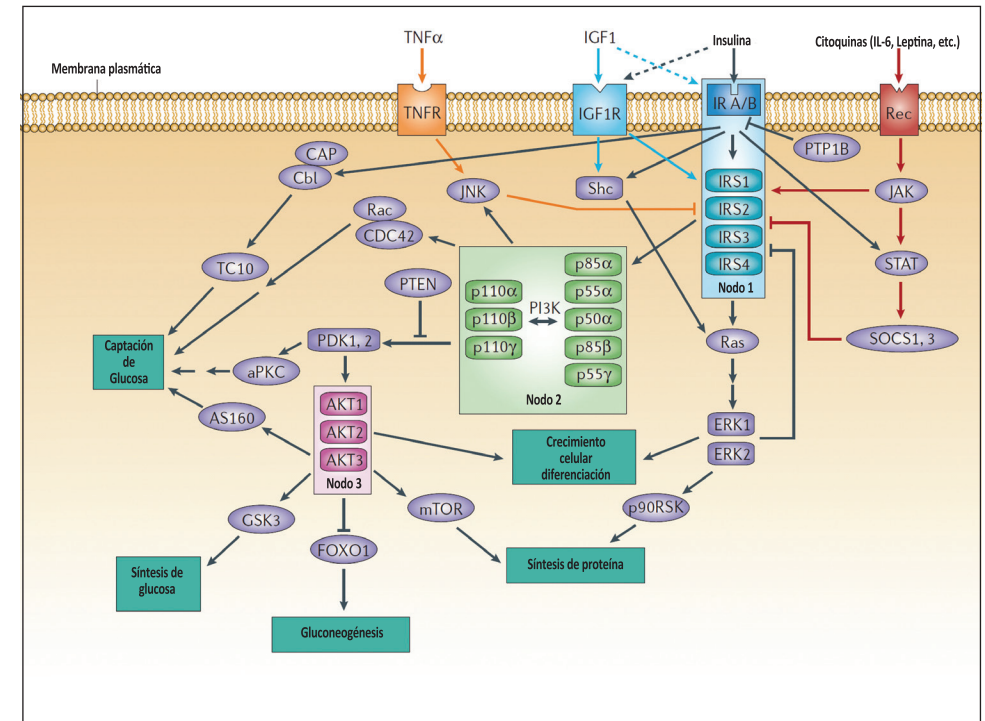 TNFα
IGF1
Insulina
Citoquinas (IL-6, Leptina, etc.)
Membrana plasmática
TNFR
IGF1R
IR A/B
Rec
CAP
Cbl
JNK
Shc
PTP1B
IRS1
IRS2
IRS3
IRS4
Nodo 1
JAK
STAT
SOCS1, 3
Rac
CDC42
TC10
PTEN
p110α
p110β
p110γ
PI3K
p85α
p55α
p50α
p85β
p55γ
Nodo 2
Ras
PDK1, 2
Captación
de
Glucosa
aPKC
AS160
AKT1
AKT2
AKT3
Nodo 3
ERK1
ERK2
Crecimiento
celular
diferenciación
GSK3
mTOR
p90RSK
FOXO1
Síntesis de
glucosa
Síntesis de proteína
Gluconeogénesis